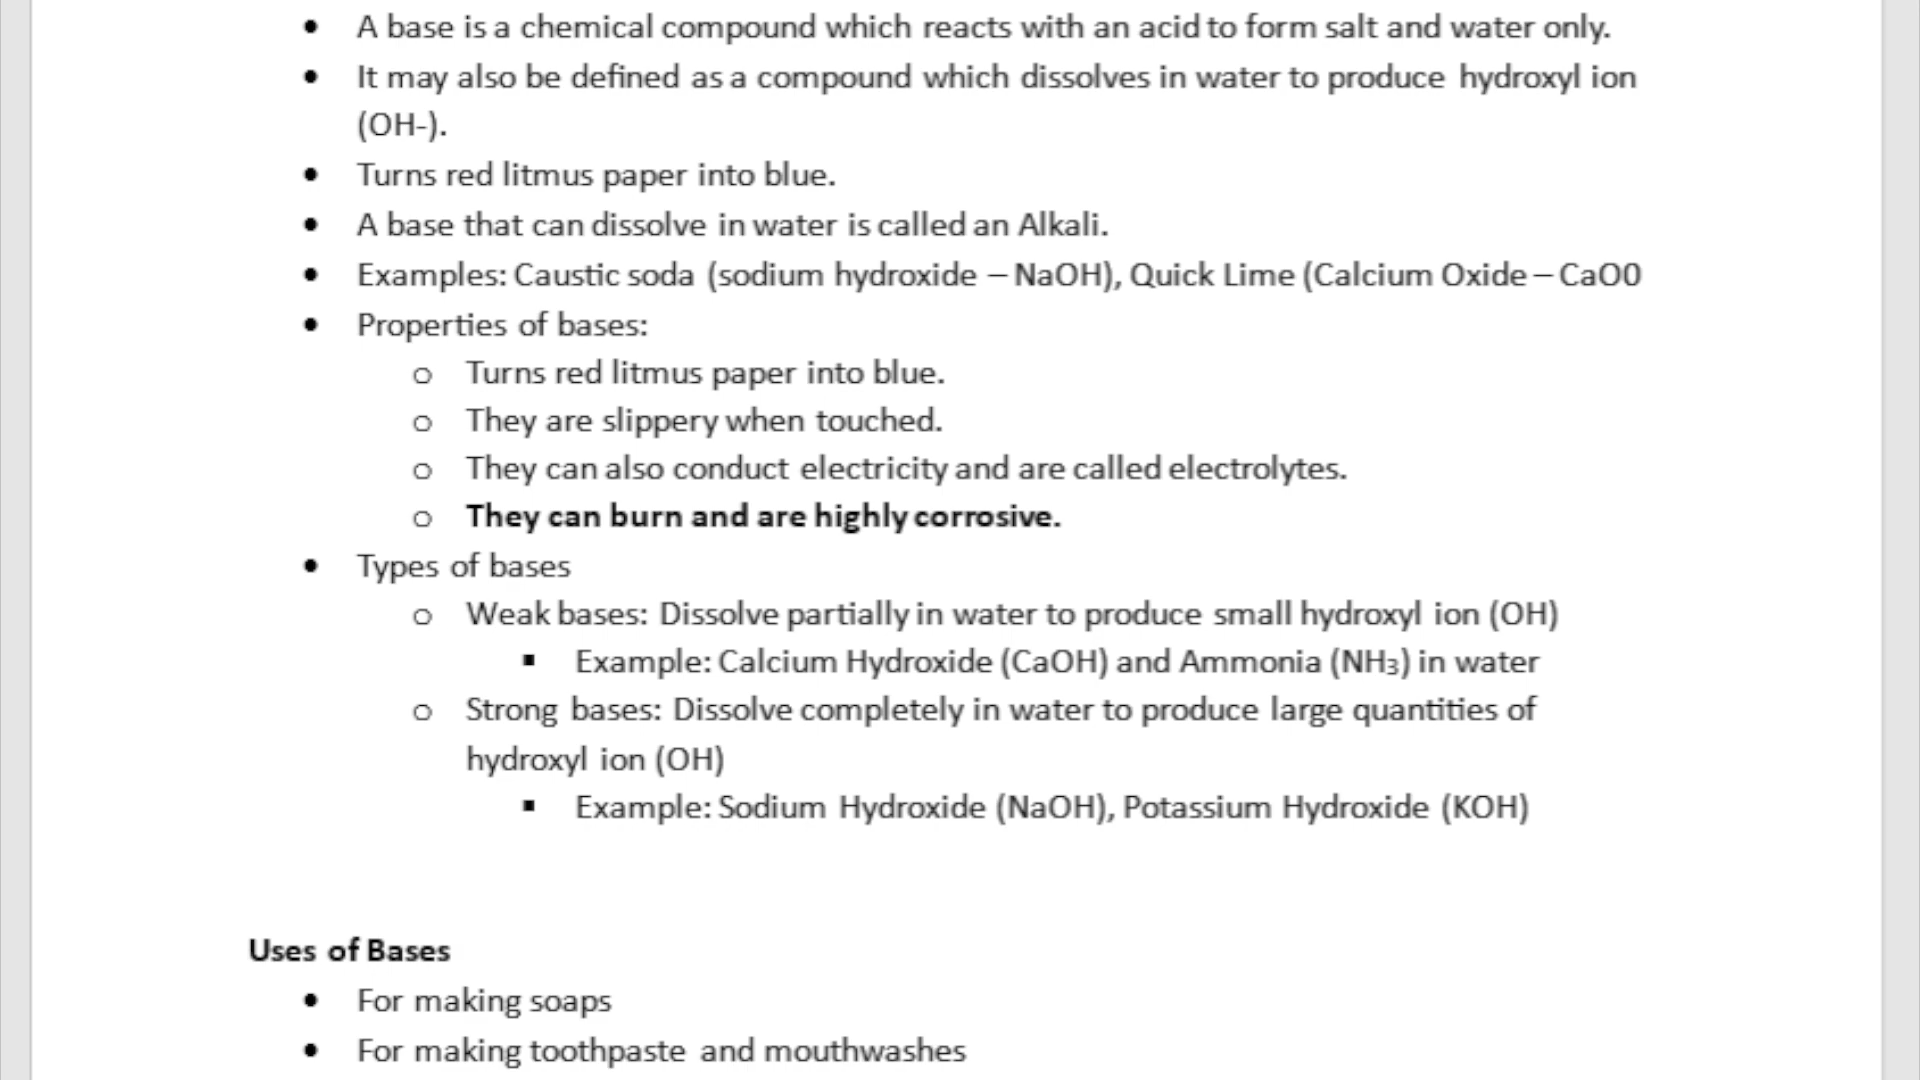 • A base is a chemical compound which reacts with an acid to form salt and water only.
• It may also be defined as a compound which dissolves in water to produce hydroxyl ion
(OH-).
• Turns red litmus paper into blue.
• A base that can dissolve in water is called an Alkali.
• Examples: Caustic soda (sodium hydroxide – NaOH), Quick Lime (Calcium Oxide – CaO0
• Properties of bases:
o Turns red litmus paper into blue.
o They are slippery when touched.
o They can also conduct electricity and are called electrolytes.
o They can burn and are highly corrosive.
• Types of bases
o Weak bases: Dissolve partially in water to produce small hydroxyl ion (OH)
▪ Example: Calcium Hydroxide (CaOH) and Ammonia (NH₃) in water
o Strong bases: Dissolve completely in water to produce large quantities of
hydroxyl ion (OH)
▪ Example: Sodium Hydroxide (NaOH), Potassium Hydroxide (KOH)
Uses of Bases
• For making soaps
• For making toothpaste and mouthwashes